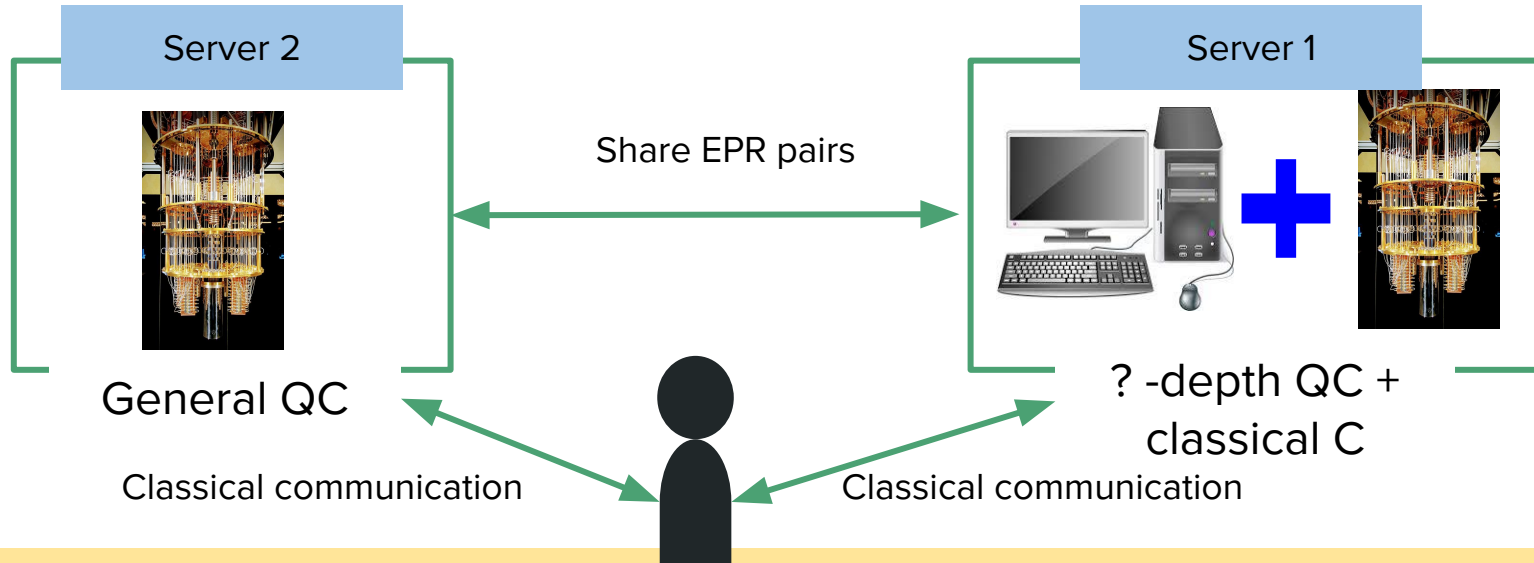 Server 2
Server 1
Share EPR pairs
General QC
? -depth QC +
classical C
Classical communication
Classical communication